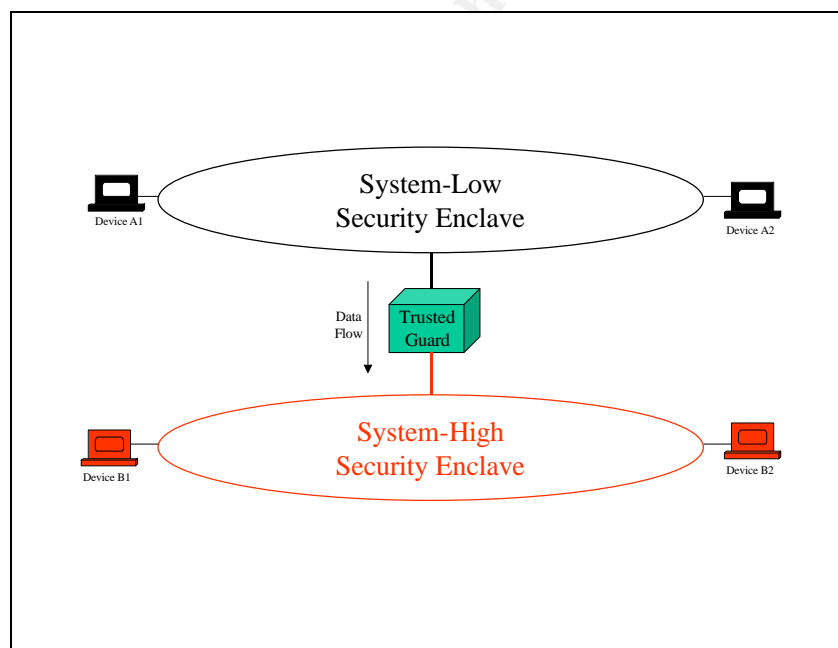 System-Low
Security Enclave
Device A1
Device A2
Data
Flow
Trusted
Guard
System-High
Security Enclave
Device B1
Device B2